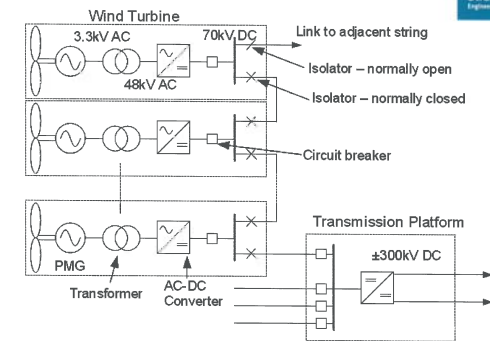 Wind Turbine
3.3kV AC
70kV DC
Link to adjacent string
Isolator – normally open
48kV AC
Isolator – normally closed
Circuit breaker
Transmission Platform
±300kV DC
PMG
Transformer
AC-DC
Converter